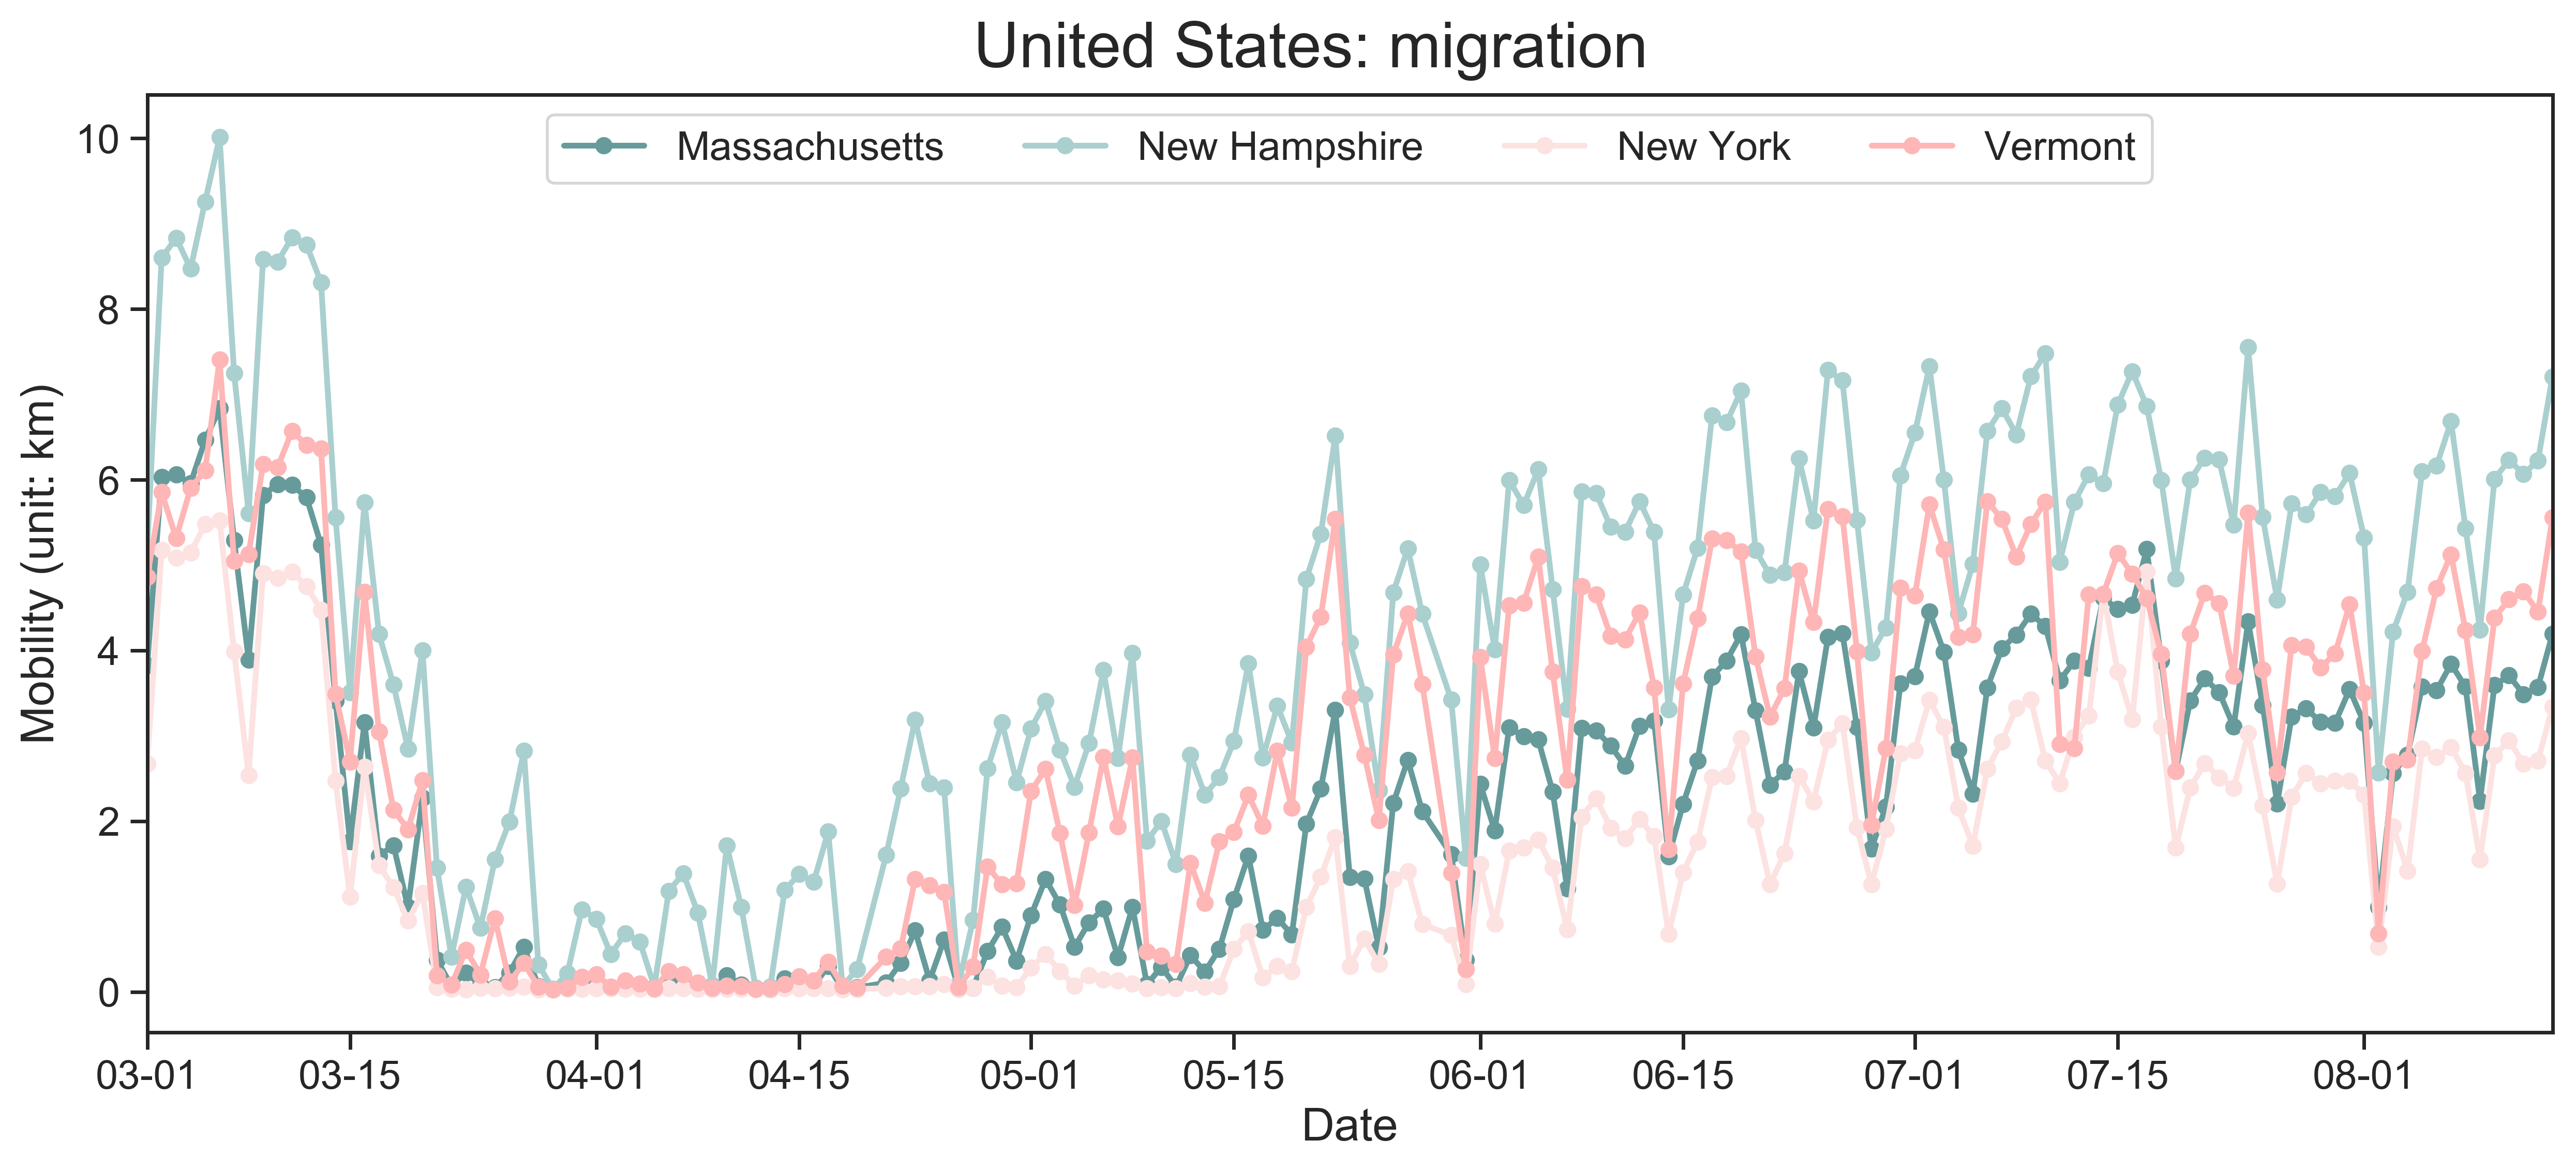 United States: migration
Massachusetts New Hampshire New York Vermont
Mobility (unit: km)
10
8
6
4
2
0
03-01 03-15 04-01 04-15 05-01 05-15 06-01 06-15 07-01 07-15 08-01
Date